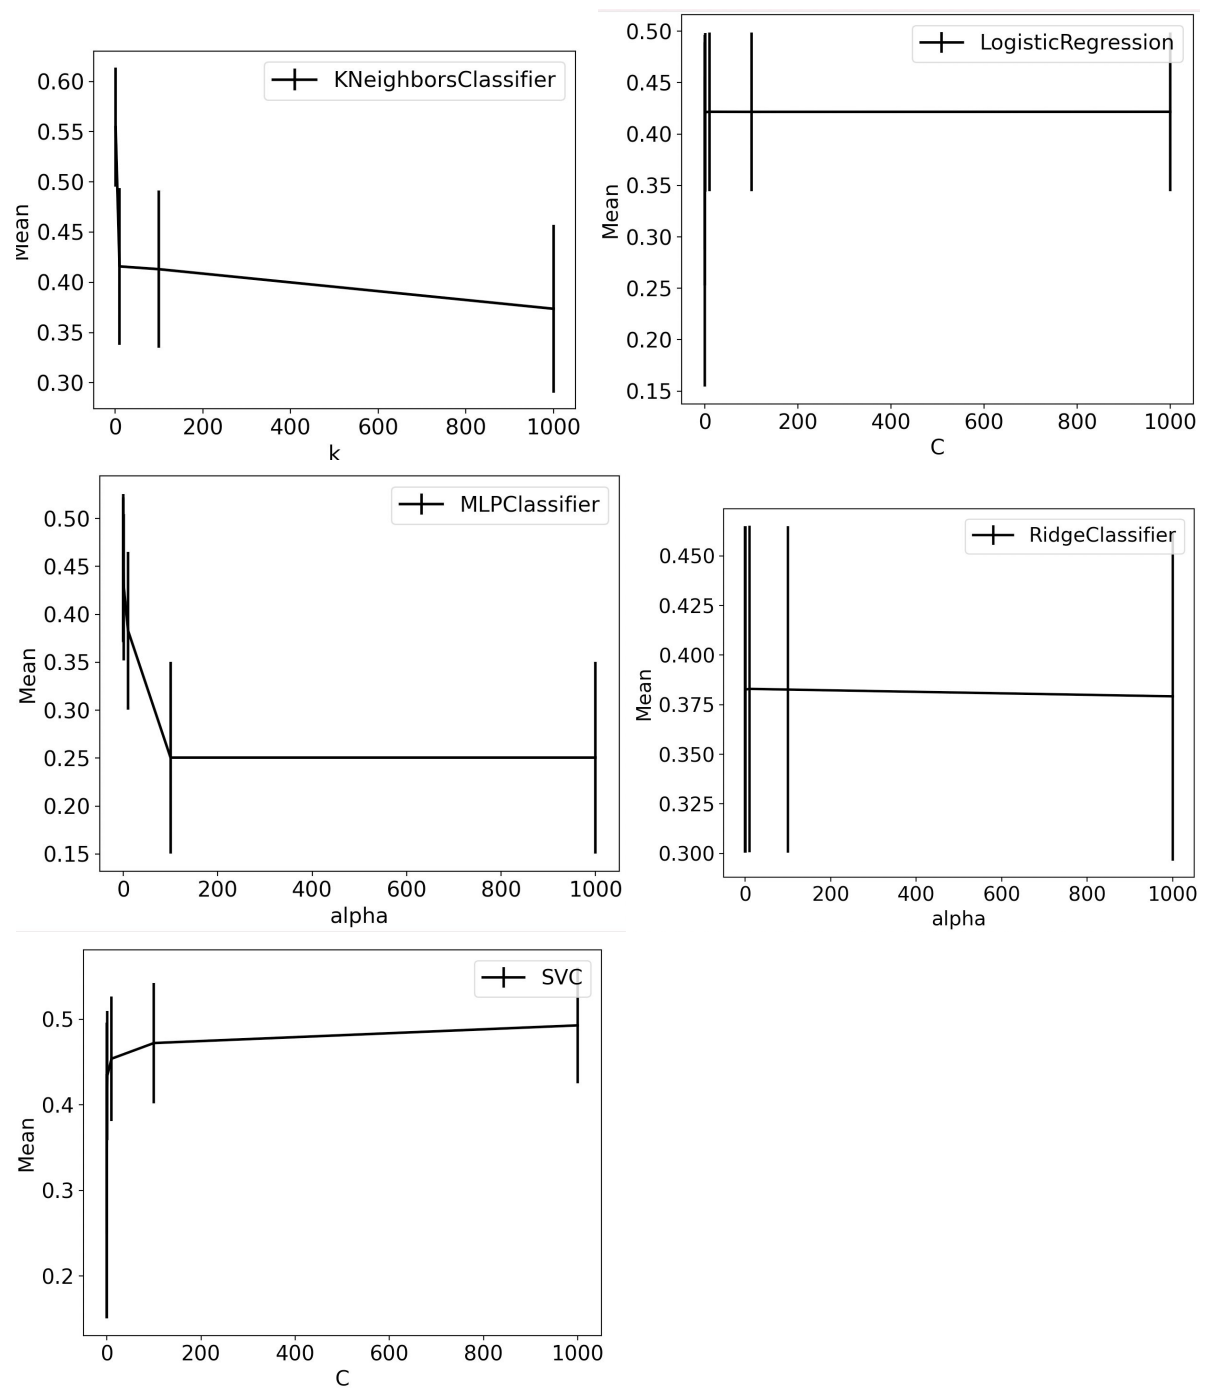 KNeighborsClassifier
0.60
0.55
0.50
0.45
0.40
0.35
0.30
Mean
0 200 400 600 800 1000
k
LogisticRegression
0.50
0.45
0.40
0.35
0.30
0.25
0.20
0.15
Mean
0 200 400 600 800 1000
C
MLPClassifier
0.50
0.45
0.40
0.35
0.30
0.25
0.20
0.15
Mean
0 200 400 600 800 1000
alpha
RidgeClassifier
0.450
0.425
0.400
0.375
0.350
0.325
0.300
Mean
0 200 400 600 800 1000
alpha
SVC
0.5
0.4
0.3
0.2
Mean
0 200 400 600 800 1000
C